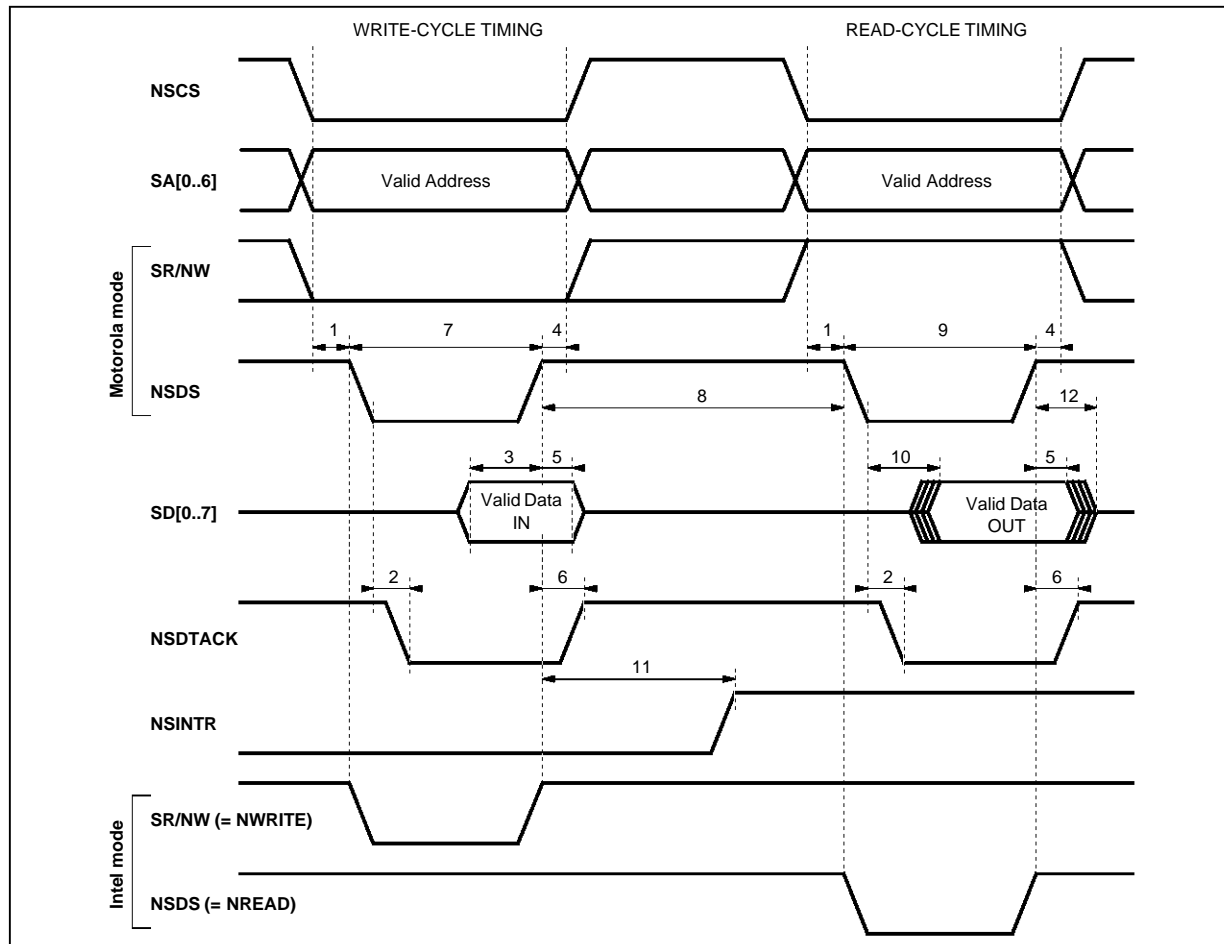 WRITE-CYCLE TIMING
READ-CYCLE TIMING
NSCS
SA[0..6]
Valid Address
Valid Address
Motorola mode
SR/NW
1
7
4
1
9
4
NSDS
8
12
3
5
10
5
SD[0..7]
Valid Data
IN
Valid Data
OUT
2
6
2
6
NSDTACK
11
NSINTR
Intel mode
SR/NW (= NWRITE)
NSDS (= NREAD)